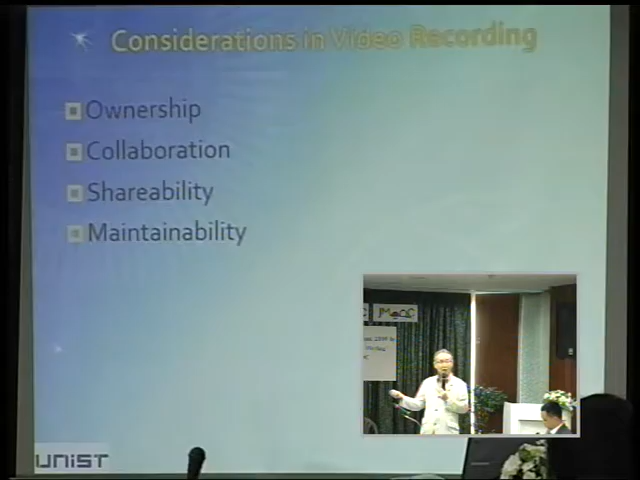 Considerations in Video Recording
Ownership
Collaboration
Shareability
Maintainability
UNIST